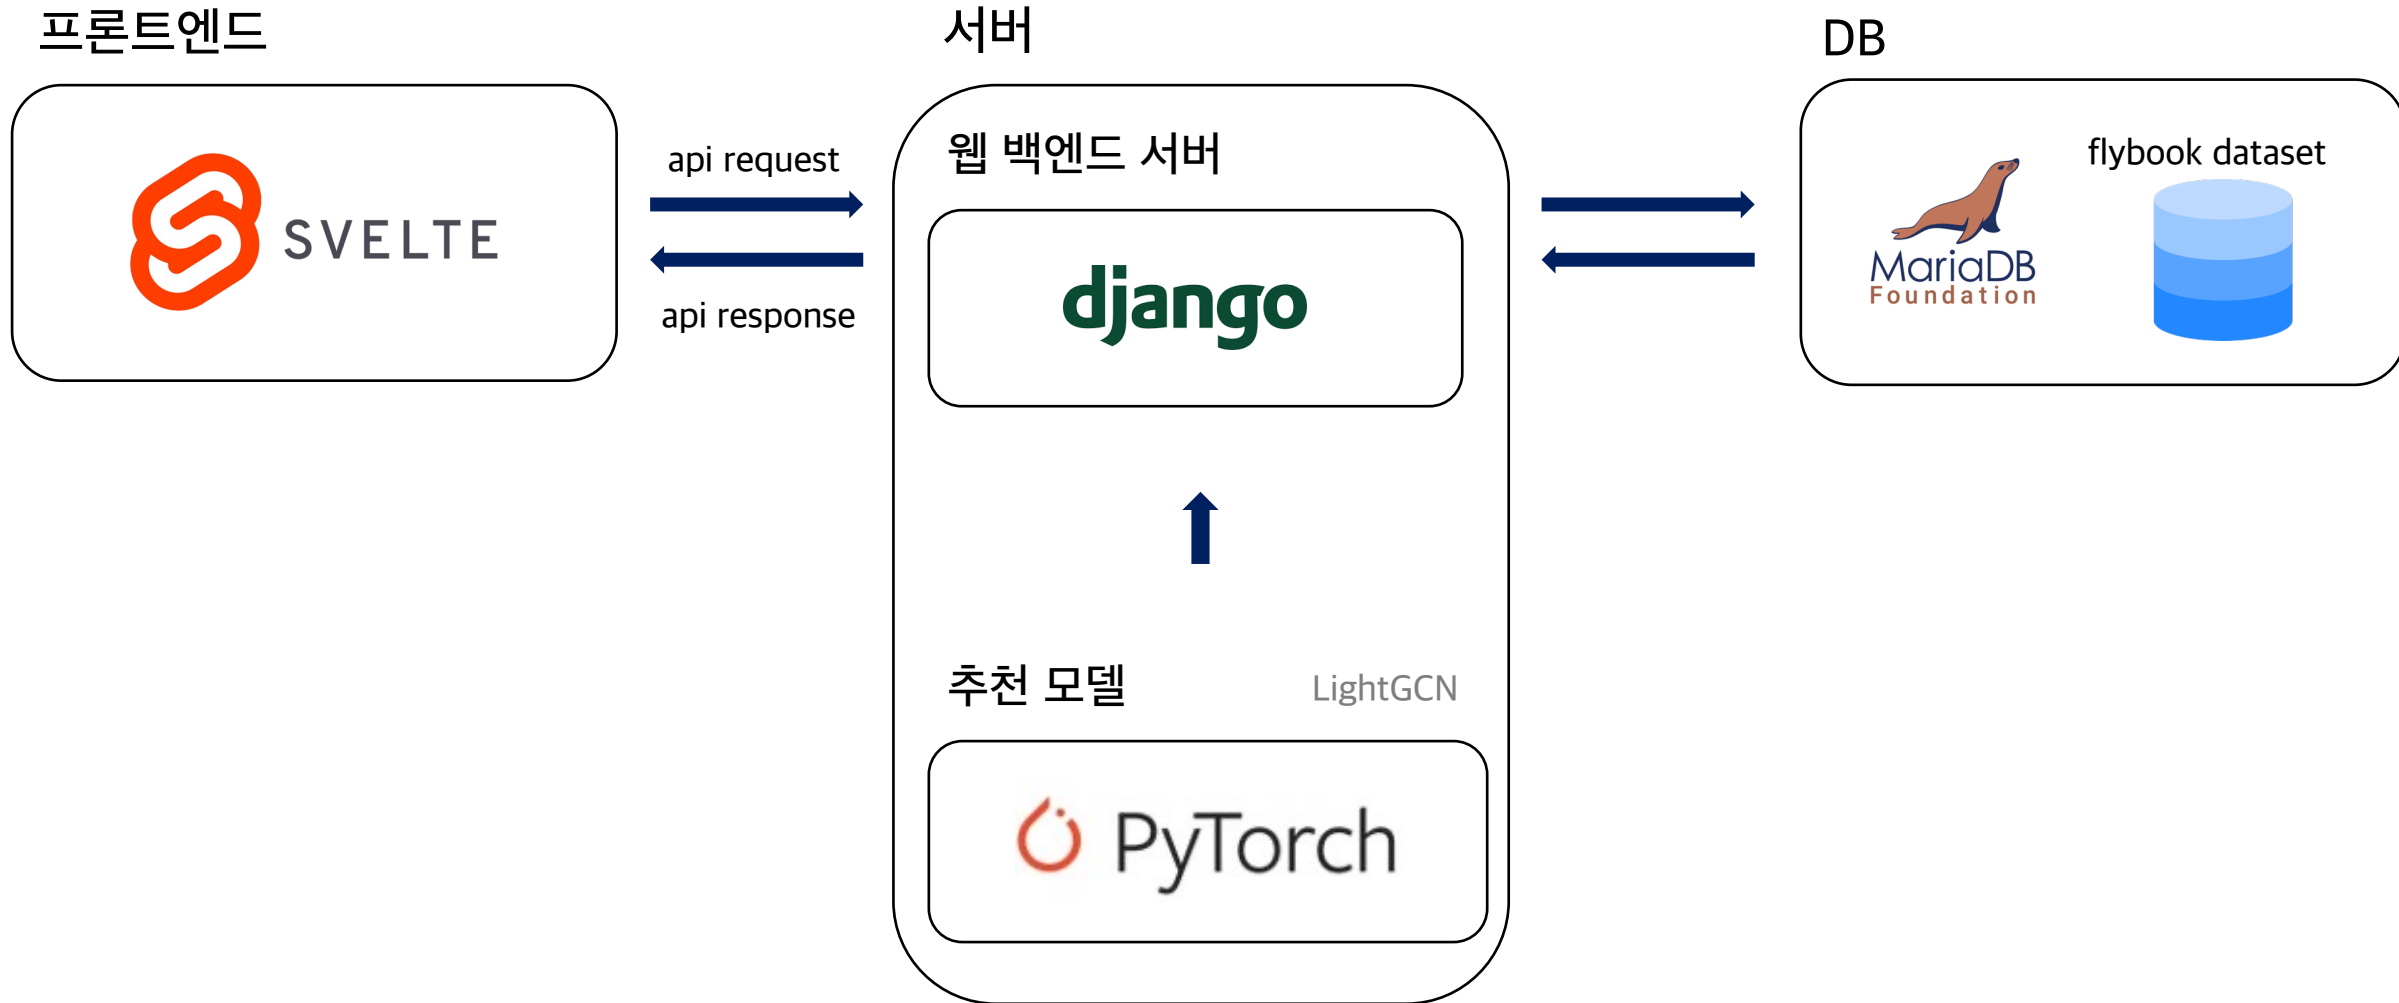 프론트엔드
SVELTE
api request
api response
서버
웹 백엔드 서버
django
추천 모델
LightGCN
PyTorch
DB
MariaDB
Foundation
flybook dataset